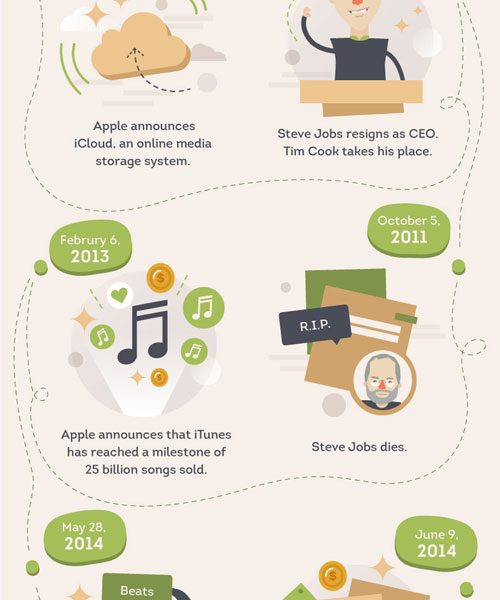 Apple announces
iCloud, an online media
storage system.
Steve Jobs resigns as CEO.
Tim Cook takes his place.
October 5,
2011
R.I.P.
Steve Jobs dies.
Februry 6,
2013
$
$
Apple announces that iTunes
has reached a milestone of
25 billion songs sold.
May 28,
2014
Beats
June 9,
2014
$